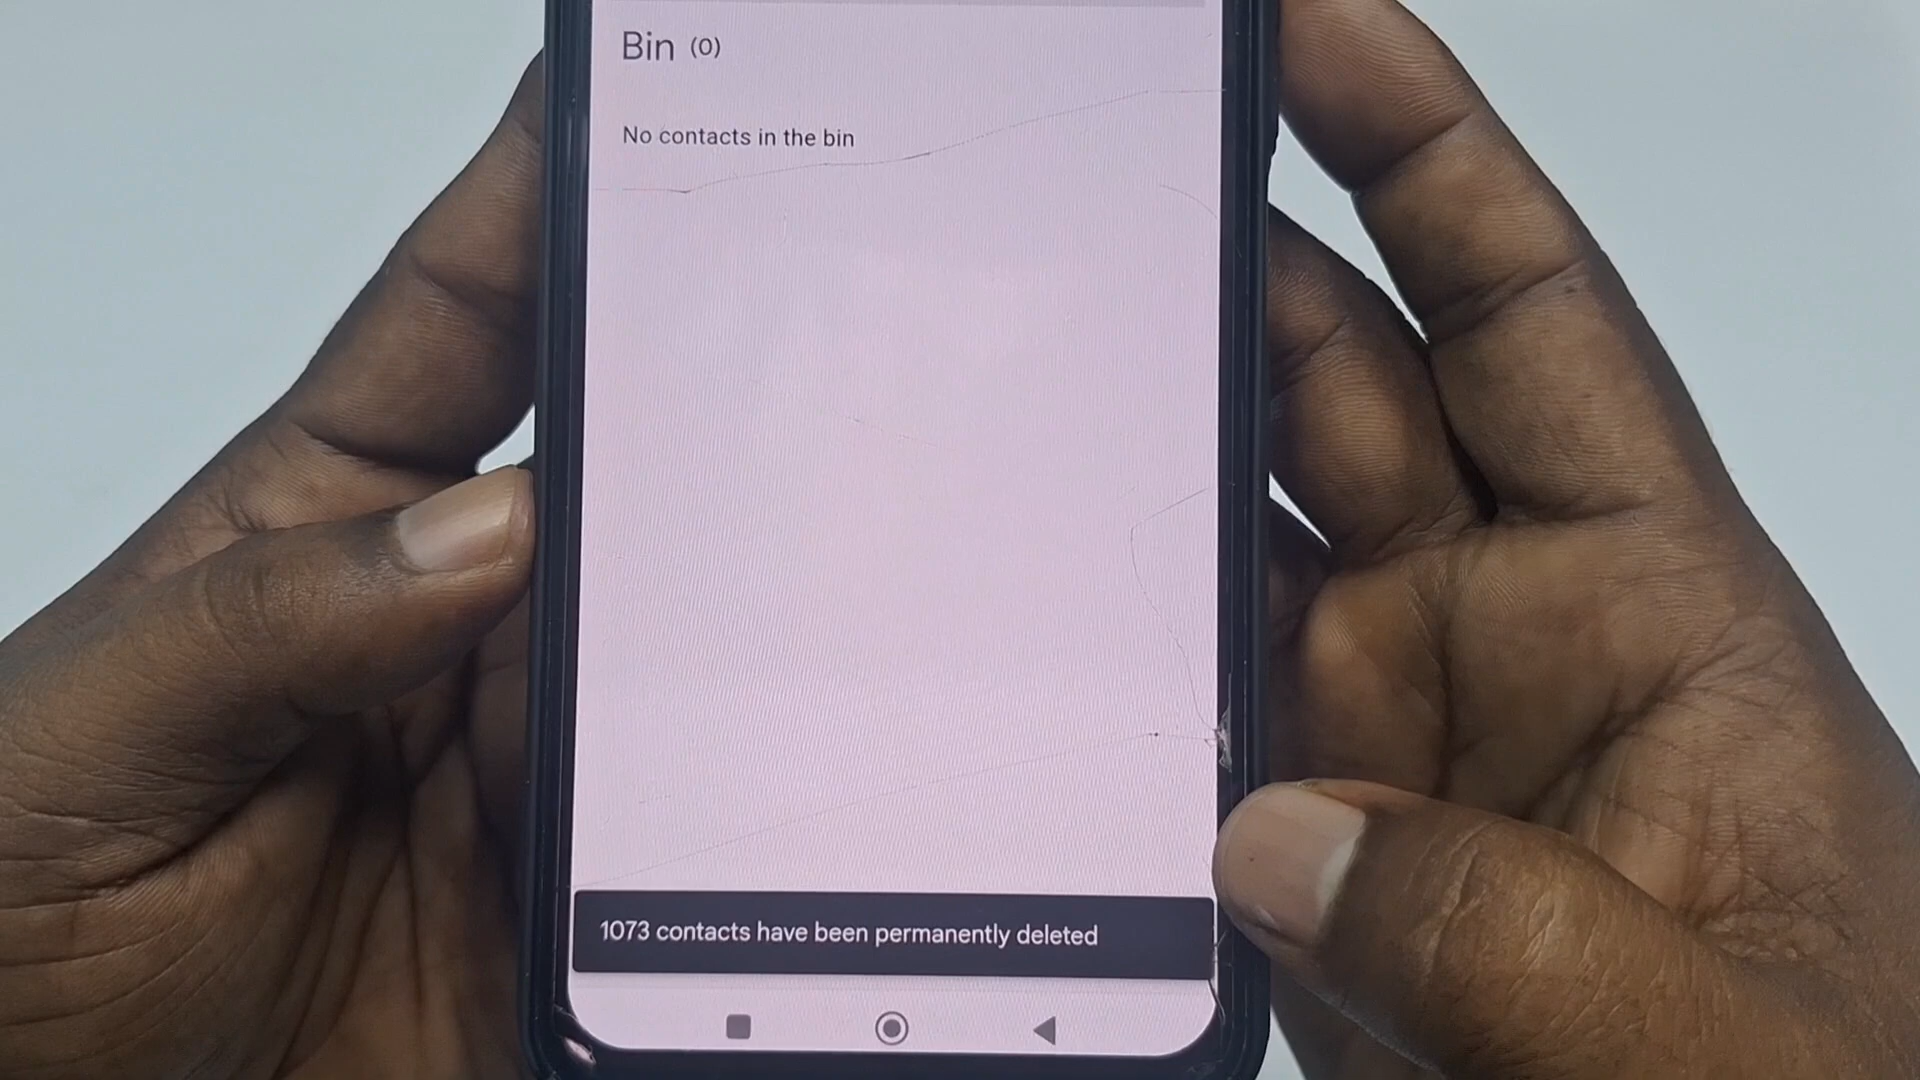 Bin (0)
No contacts in the bin
1073 contacts have been permanently deleted